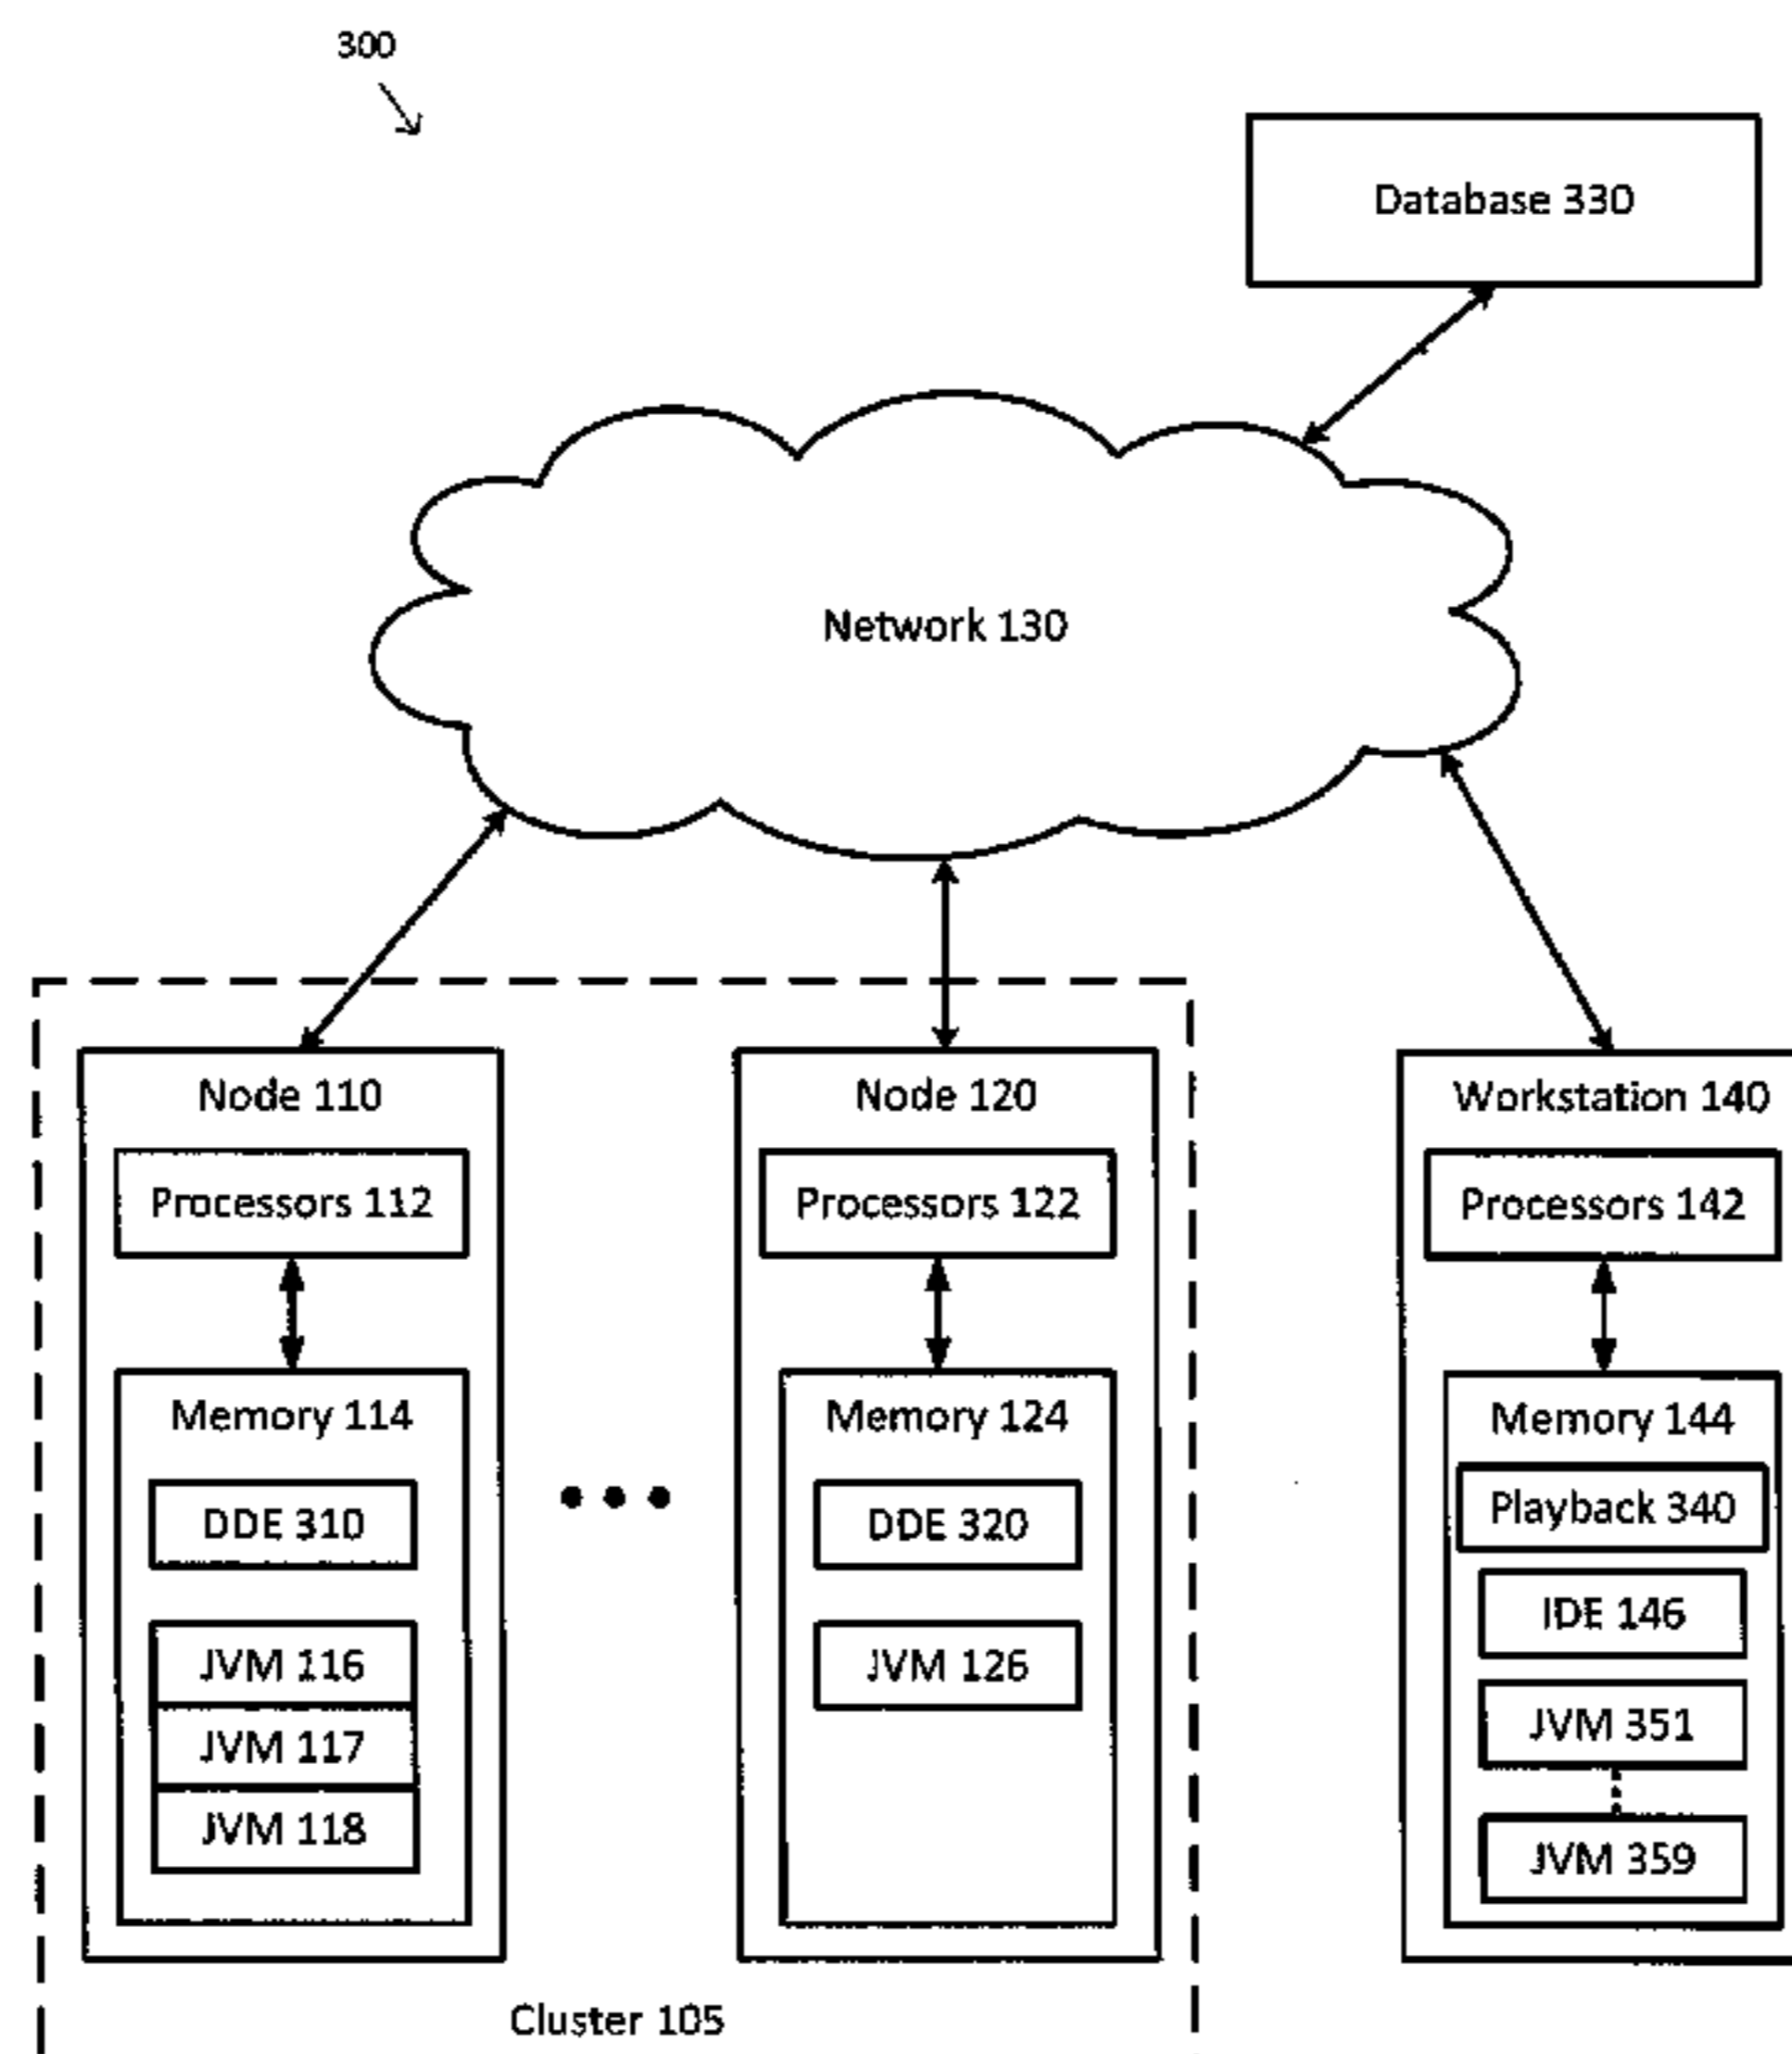 300
Database 330
Network 130
Node 110
Processors 112
Memory 114
DDE 310
JVM 116
JVM 117
JVM 118
Node 120
Processors 122
Memory 124
DDE 320
JVM 126
Workstation 140
Processors 142
Memory 144
Playback 340
IDE 146
JVM 351
JVM 359
Cluster 105